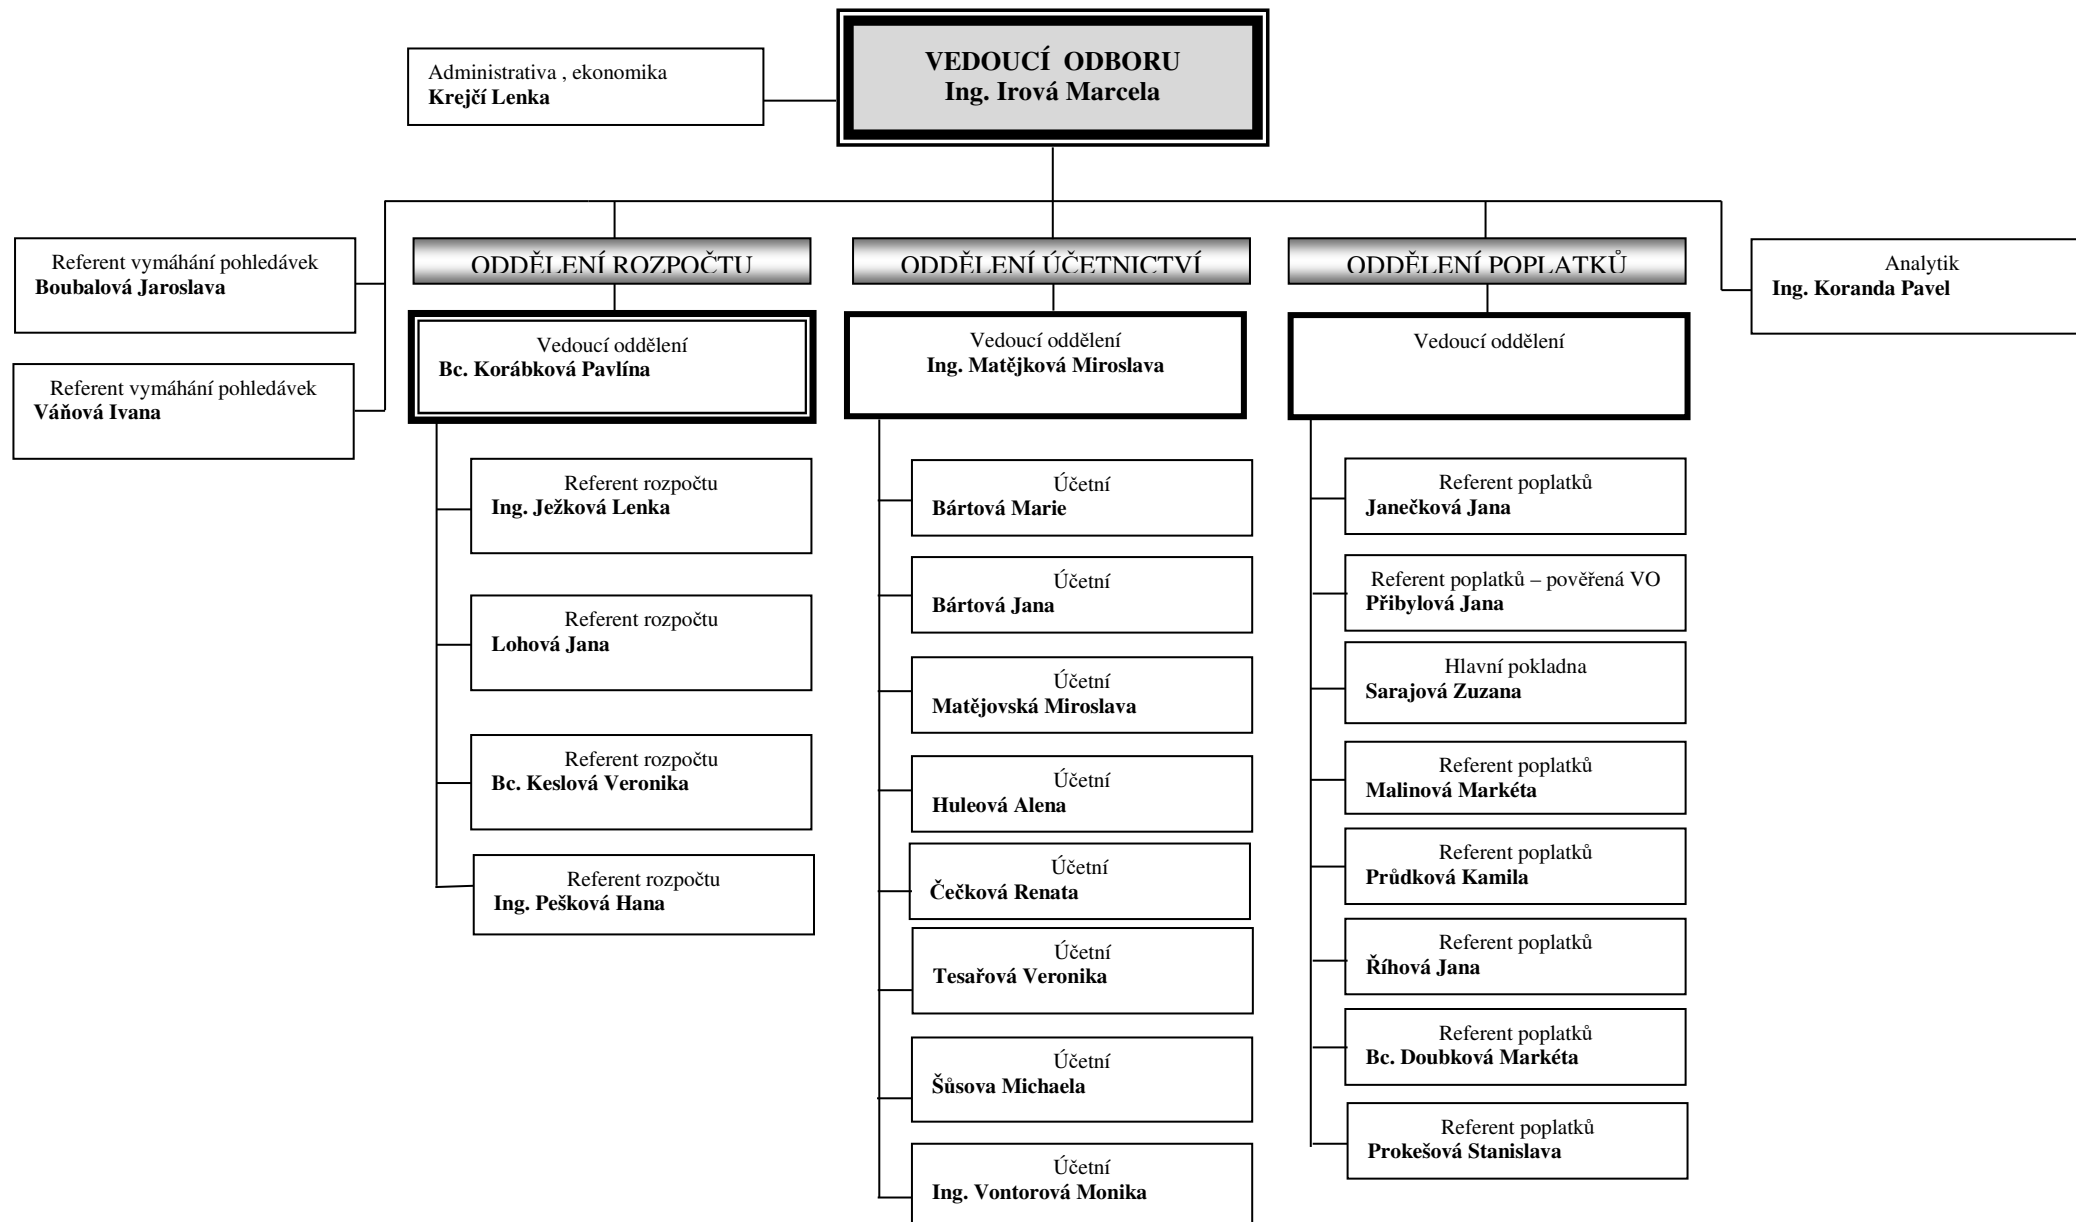 VEDOUCÍ ODBORU
Ing. Irová Marcela
Administrativa , ekonomika
Krejčí Lenka
Referent vymáhání pohledávek
Boubalová Jaroslava
Referent vymáhání pohledávek
Váňová Ivana
ODDĚLENÍ ROZPOČTU
Vedoucí oddělení
Bc. Korábková Pavlína
Referent rozpočtu
Ing. Ježková Lenka
Referent rozpočtu
Lohová Jana
Referent rozpočtu
Bc. Keslová Veronika
Referent rozpočtu
Ing. Pešková Hana
ODDĚLENÍ ÚČETNICTVÍ
Vedoucí oddělení
Ing. Matějková Miroslava
Účetní
Bártová Marie
Účetní
Bártová Jana
Účetní
Matějovská Miroslava
Účetní
Huleová Alena
Účetní
Čečková Renata
Účetní
Tesařová Veronika
Účetní
Šůsova Michaela
Účetní
Ing. Vontorová Monika
ODDĚLENÍ POPLATKŮ
Vedoucí oddělení
Referent poplatků
Janečková Jana
Referent poplatků – pověřená VO
Přibylová Jana
Hlavní pokladna
Sarajová Zuzana
Referent poplatků
Malinová Markéta
Referent poplatků
Průdková Kamila
Referent poplatků
Říhová Jana
Referent poplatků
Bc. Doubková Markéta
Referent poplatků
Prokešová Stanislava
Analytik
Ing. Koranda Pavel